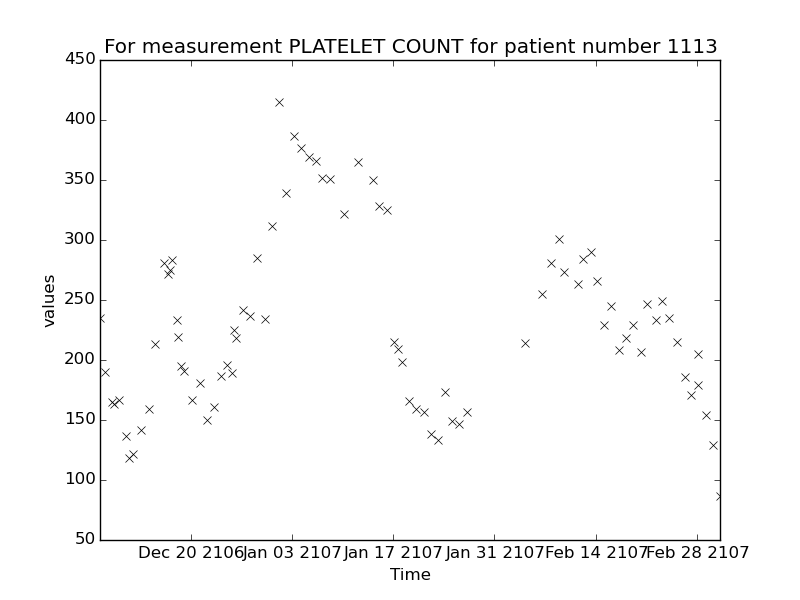 For measurement PLATELET COUNT for patient number 1113
450
400
350
300
250
200
150
100
50
values
Dec 20 2106 Jan 03 2107 Jan 17 2107 Jan 31 2107 Feb 14 2107 Feb 28 2107
Time